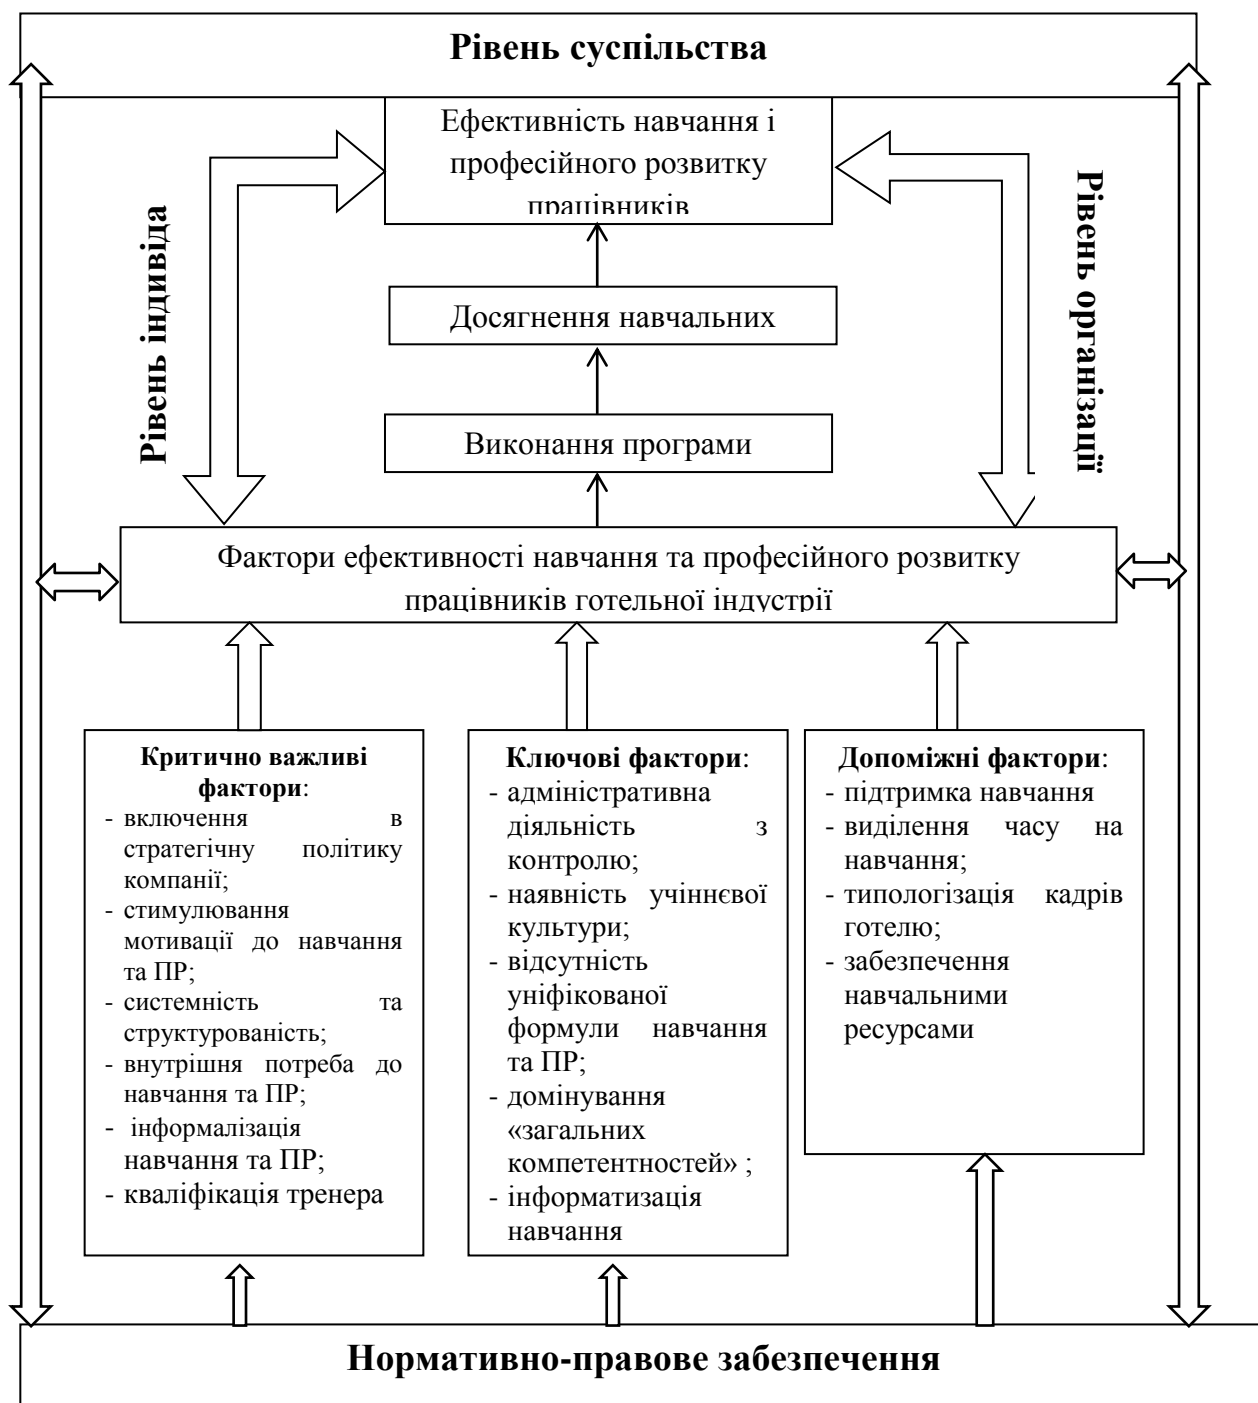 Рівень суспільства
Ефективність навчання і
професійного розвитку
працівників
Рівень індивіда
Рівень організації
Досягнення навчальних
Виконання програми
Фактори ефективності навчання та професійного розвитку
працівників готельної індустрії
Критично важливі
фактори:
- включення в
стратегічну політику
компанії;
- стимулювання
мотивації до навчання
та ПР;
- системність та
структурованість;
- внутрішня потреба до
навчання та ПР;
- інформалізація
навчання та ПР;
- кваліфікація тренера
Ключові фактори:
- адміністративна
діяльність з
контролю;
- наявність учіннєвої
культури;
- відсутність
уніфікованої
формули навчання
та ПР;
- домінування
«загальних
компетентностей» ;
- інформатизація
навчання
Допоміжні фактори:
- підтримка навчання
- виділення часу на
навчання;
- типологізація кадрів
готелю;
- забезпечення
навчальними
ресурсами
Нормативно-правове забезпечення